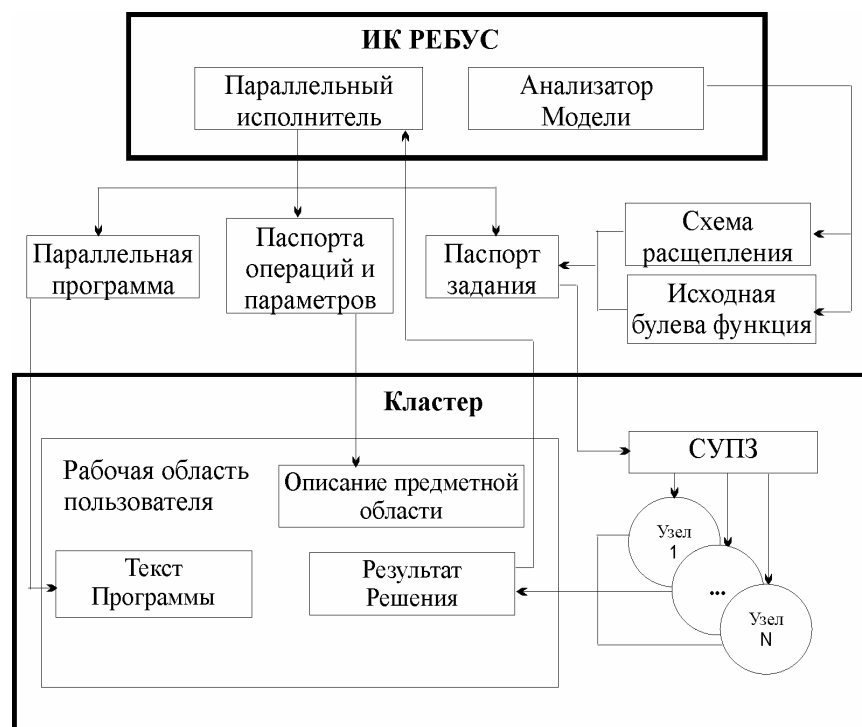 ИК РЕБУС
Параллельный
исполнитель
Анализатор
Модели
Параллельная
программа
Паспорта
операций и
параметров
Паспорт
задания
Схема
расщепления
Исходная
булева функция
Кластер
Рабочая область
пользователя
Описание предметной
области
СУПЗ
Текст
Программы
Результат
Решения
Узел
1
...
Узел
N